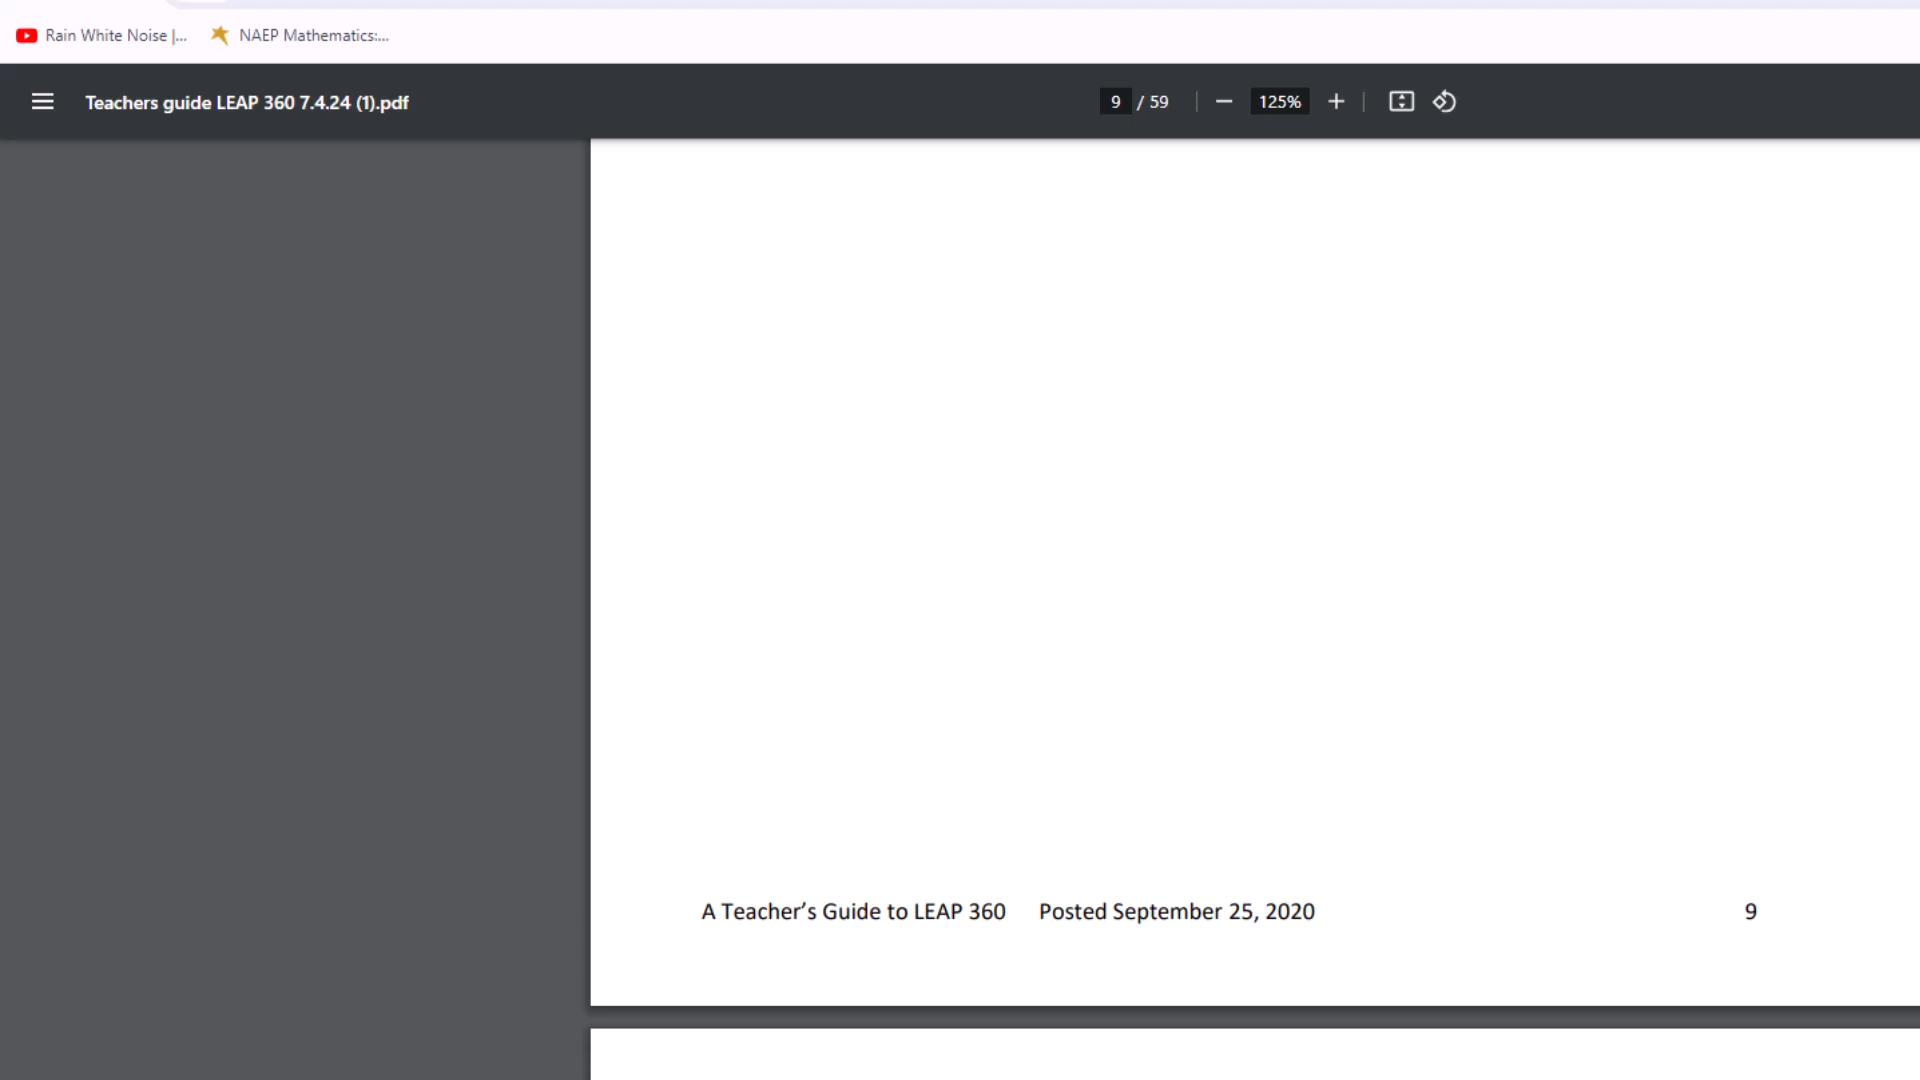 Rain White Noise |... NAEP Mathematics:...
Teachers guide LEAP 360 7.4.24 (1).pdf 9 / 59 125%
A Teacher’s Guide to LEAP 360 Posted September 25, 2020 9